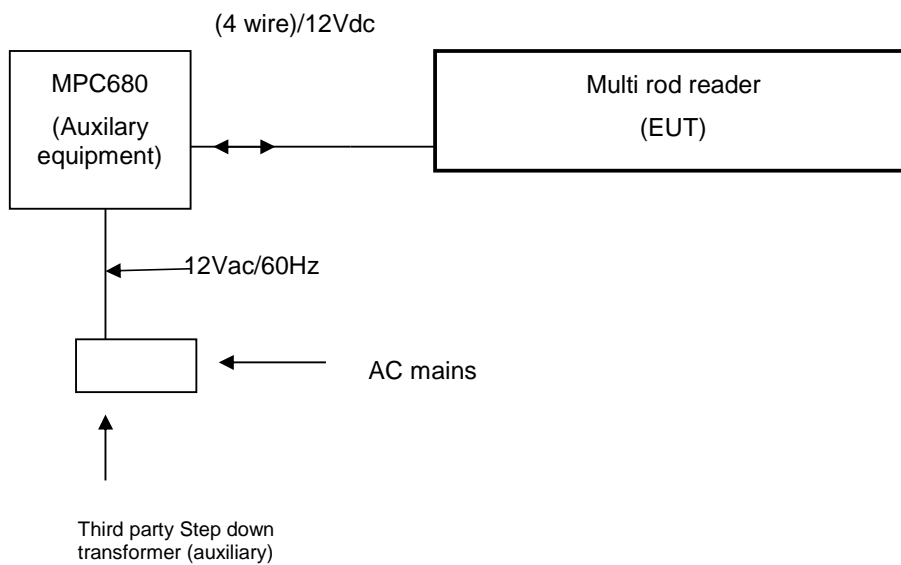 (4 wire)/12Vdc
MPC680
(Auxilary
equipment)
Multi rod reader
(EUT)
12Vac/60Hz
AC mains
Third party Step down
transformer (auxiliary)